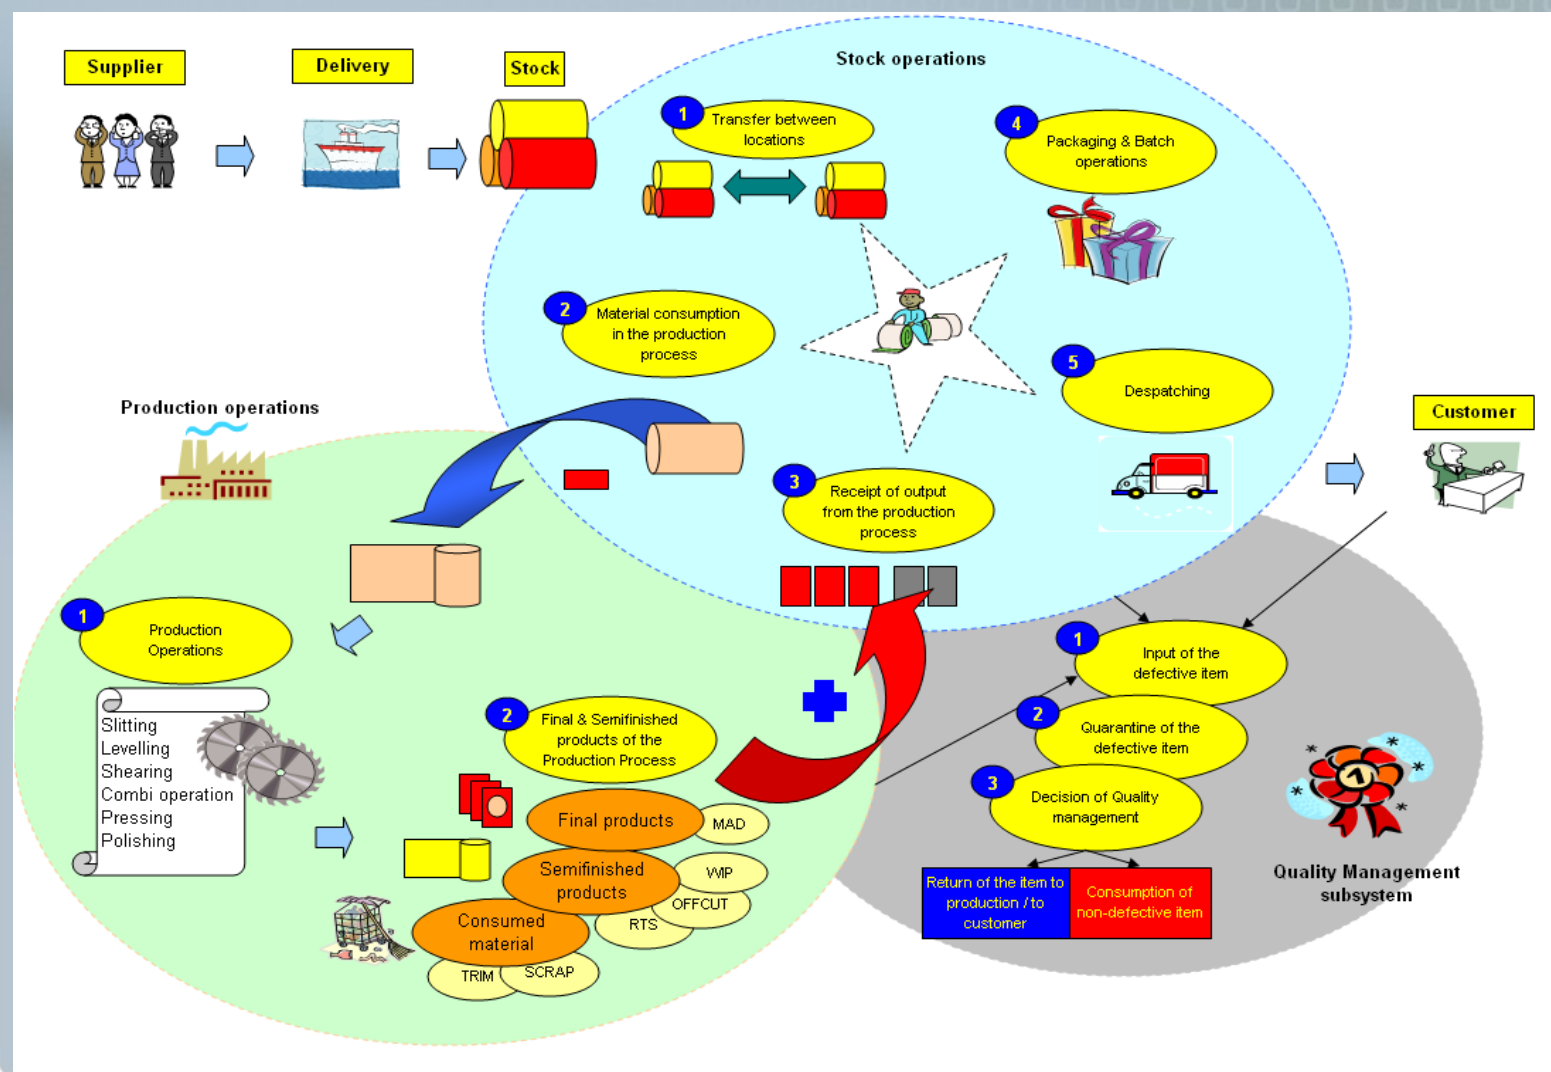 Supplier
Delivery
Stock
Stock operations
1
Transfer between
locations
4
Packaging & Batch
operations
2
Material consumption
in the production
process
5
Despatching
Customer
Production operations
3
Receipt of output
from the production
process
1
Production
Operations
Slitting
Levelling
Shearing
Combi operation
Pressing
Polishing
2
Final & Semifinished
products of the
Production Process
Final products
MAD
Semifinished
products
WIP
OFFCUT
RTS
Consumed
material
TRIM
SCRAP
1
Input of the
defective item
2
Quarantine of the
defective item
3
Decision of Quality
management
Return of the item to
production / to
customer
Consumption of
non-defective item
1
Quality Management
subsystem